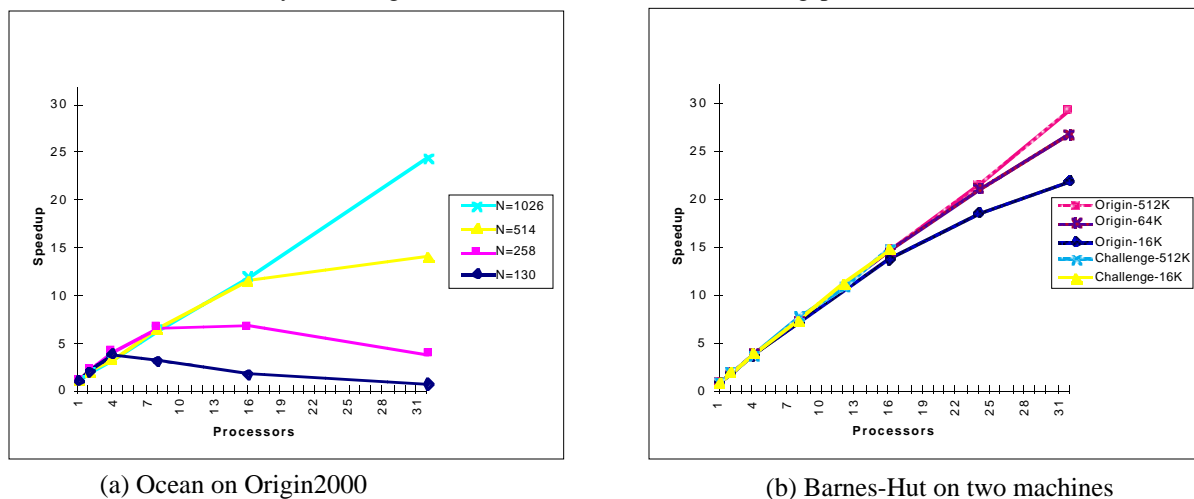 30
25
20
15
10
5
0
Speedup
1
4
7
10
13
16
19
22
25
28
31
Processors
N=1026
N=514
N=258
N=130
(a) Ocean on Origin2000
30
25
20
15
10
5
0
Speedup
1
4
7
10
13
16
19
22
25
28
31
Processors
Origin-512K
Origin-64K
Origin-16K
Challenge-512K
Challenge-16K
(b) Barnes-Hut on two machines